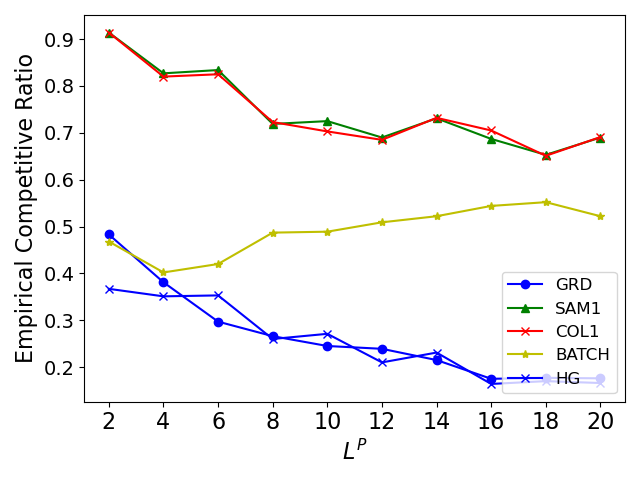 Empirical Competitive Ratio
0.9
0.8
0.7
0.6
0.5
0.4
0.3
0.2
GRD
SAM1
COL1
BATCH
HG
2 4 6 8 10 12 14 16 18 20
L^P